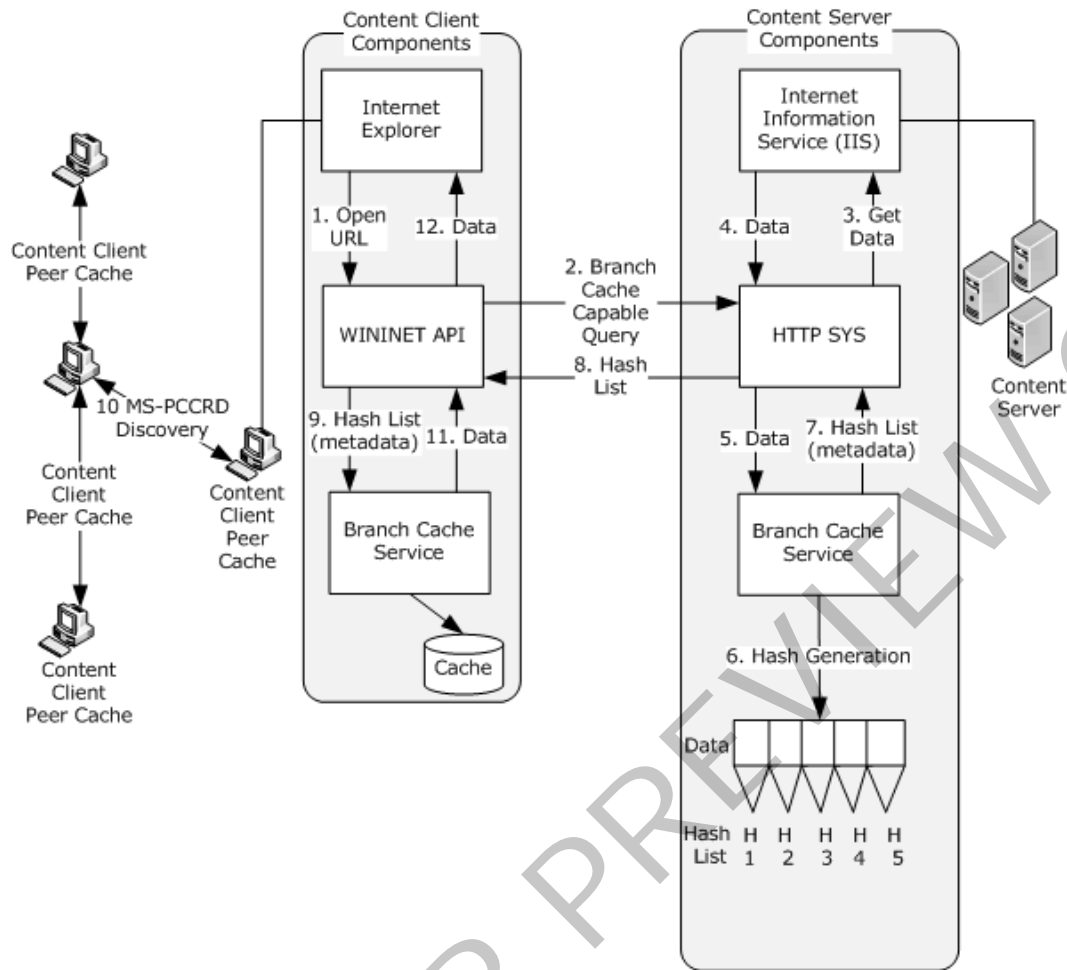 Content Client
Components
Content Server
Components
Internet
Explorer
Internet
Information
Service (IIS)
1. Open
URL
12. Data
4. Data
3. Get
Data
Content Client
Peer Cache
2. Branch
Cache
Capable
Query
WININET API
HTTP SYS
8. Hash
List
Content
Server
10 MS-PCCRD
Discovery
9. Hash List
(metadata)
11. Data
5. Data
7. Hash List
(metadata)
Content
Client
Peer Cache
Content
Client
Peer
Cache
Branch Cache
Service
Branch Cache
Service
Cache
6. Hash Generation
Content
Client
Peer Cache
Data
Hash
List
H H H H H
1 2 3 4 5
R PREVIEW